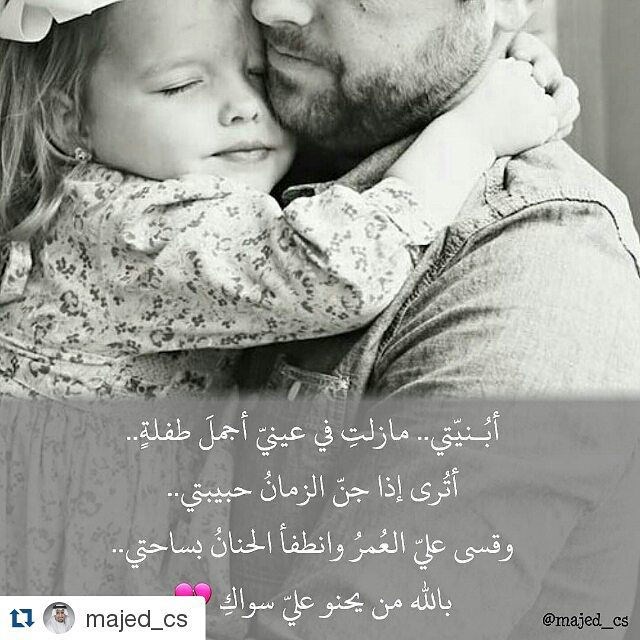 أبُــنيّتي.. مازلتِ في عينيّ أجملَ طفلةٍ..
أتُرى إذا جنّ الزمانُ حبيبتي..
وقسى عليّ العُمرُ وانطفأ الحنانُ بساحتي..
بالله من يحنو عليّ سواكِ 💕
@majed_cs
majed_cs